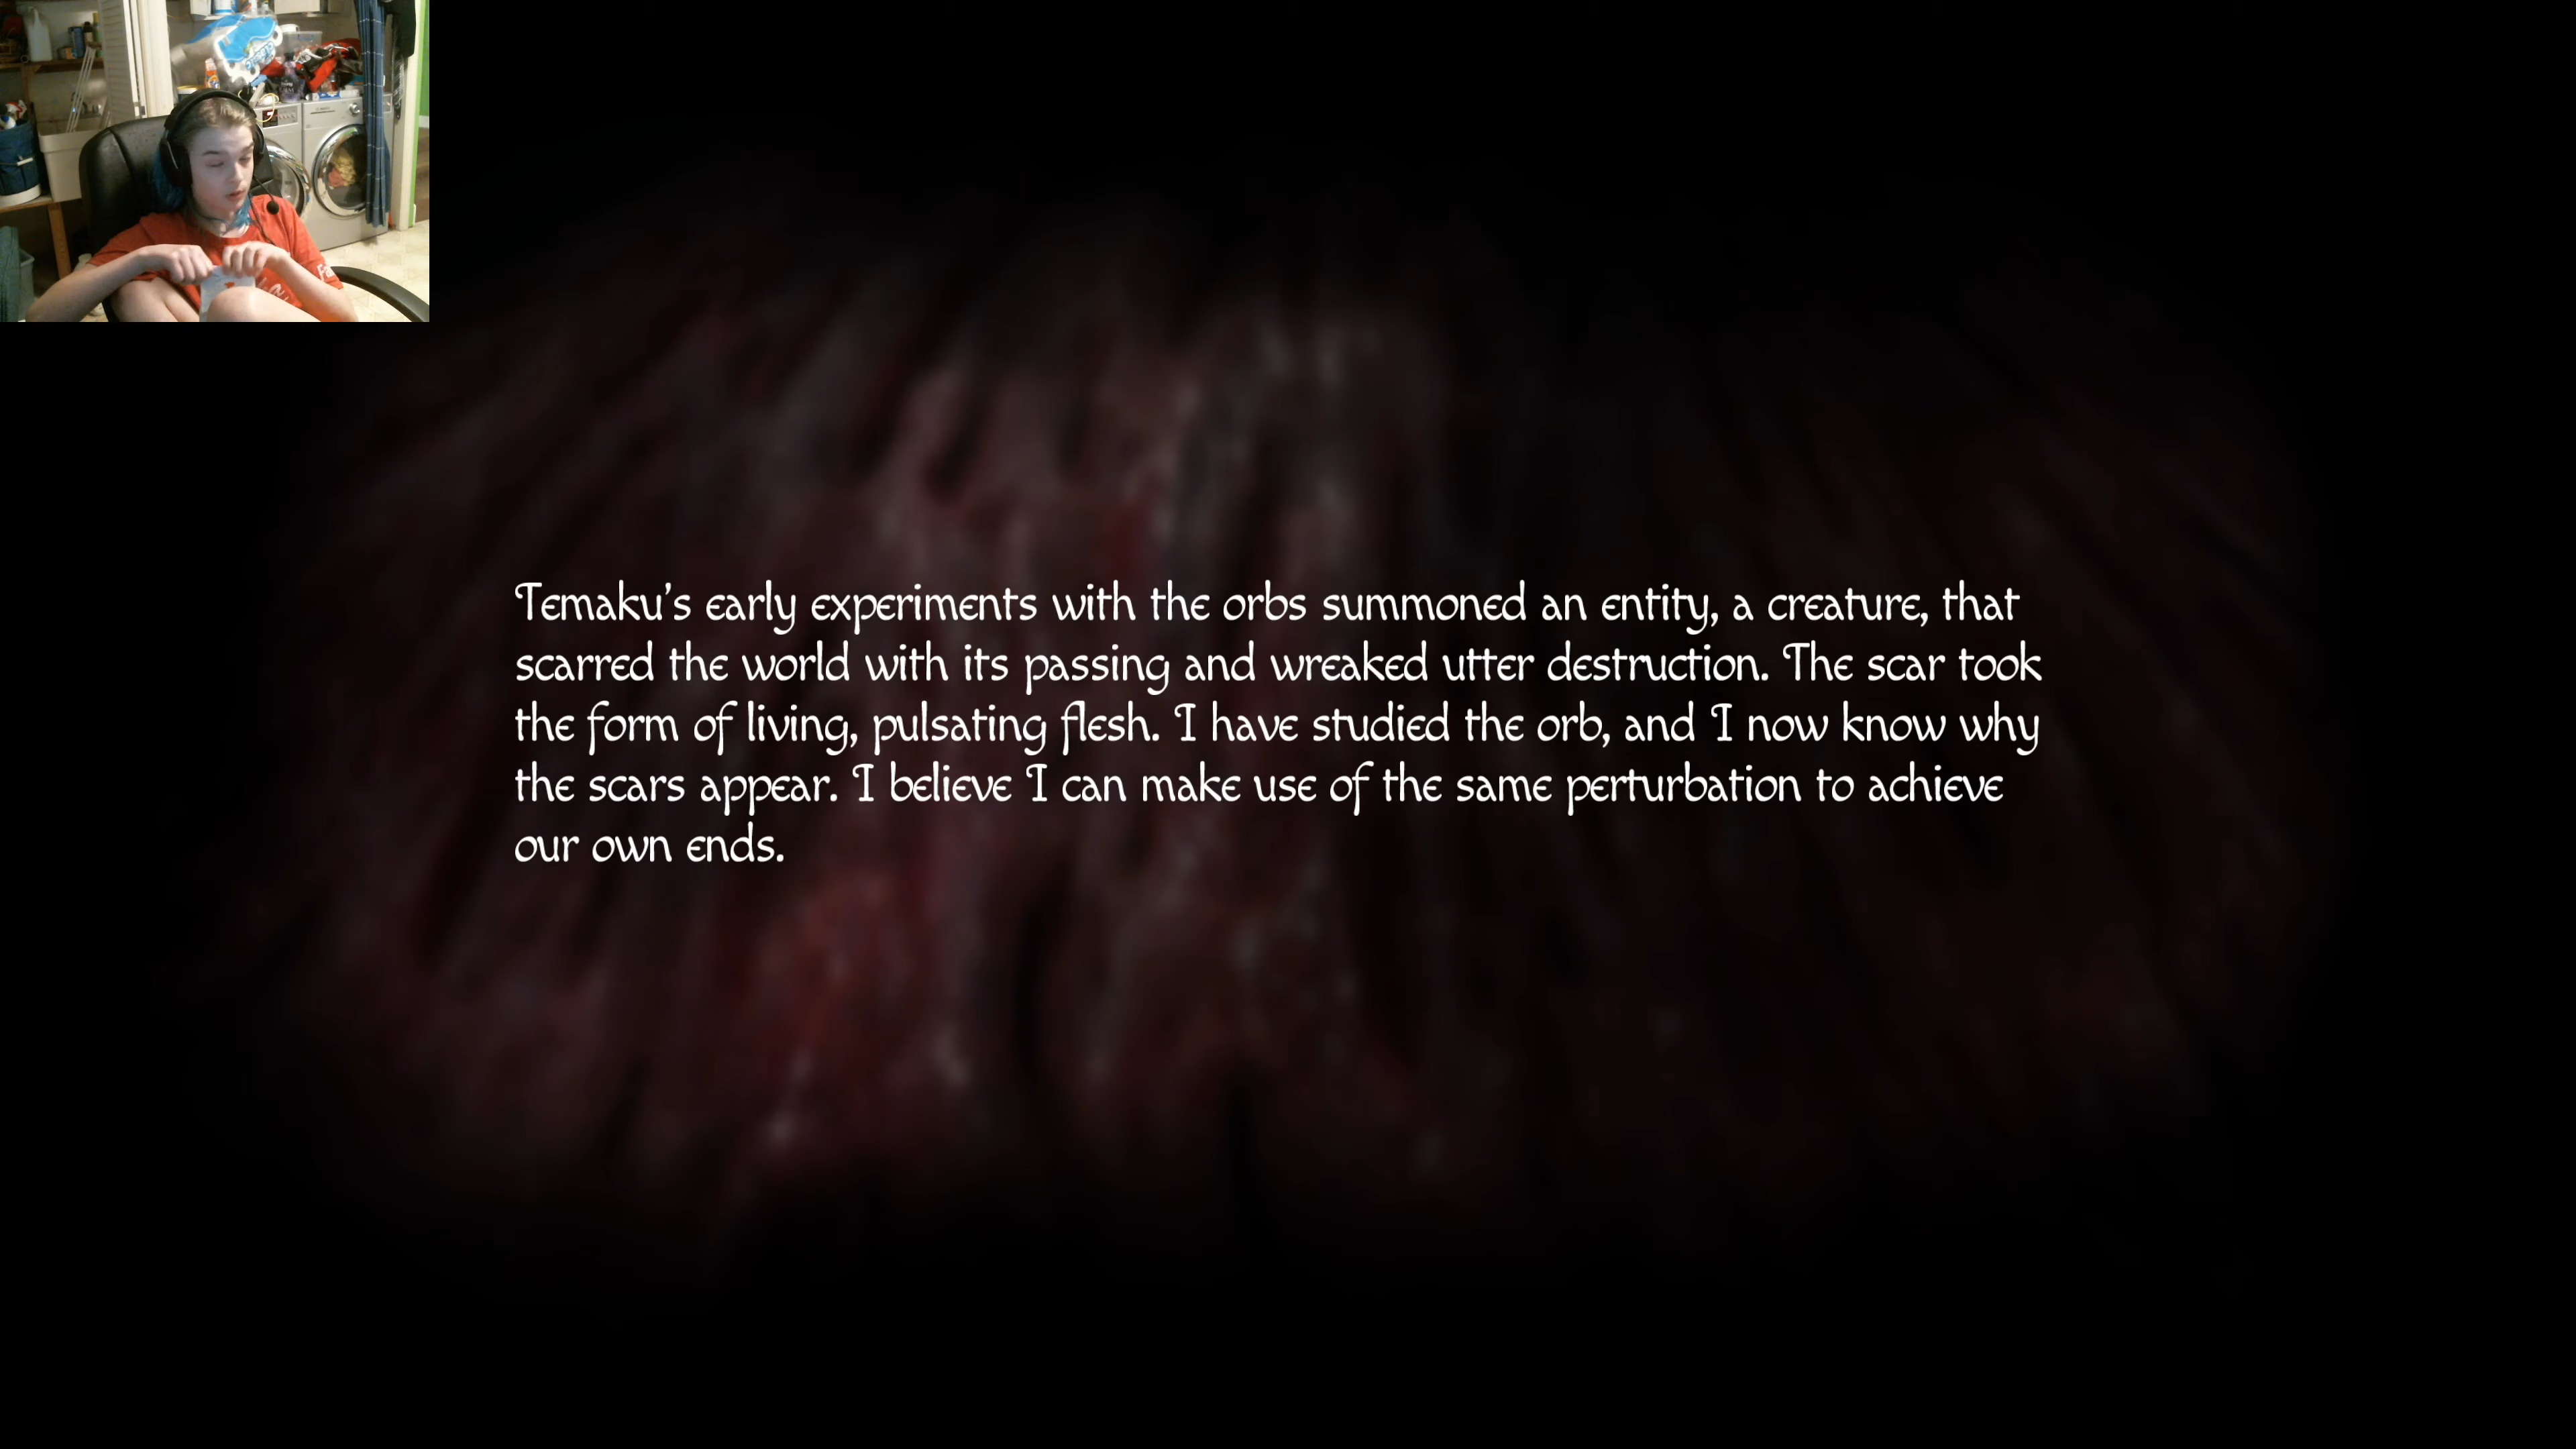 Temaku's early experiments with the orbs summoned an entity, a creature, that
scarred the world with its passing and wreaked utter destruction. The scar took
the form of living, pulsating flesh. I have studied the orb, and I now know why
the scars appear. I believe I can make use of the same perturbation to achieve
our own ends.